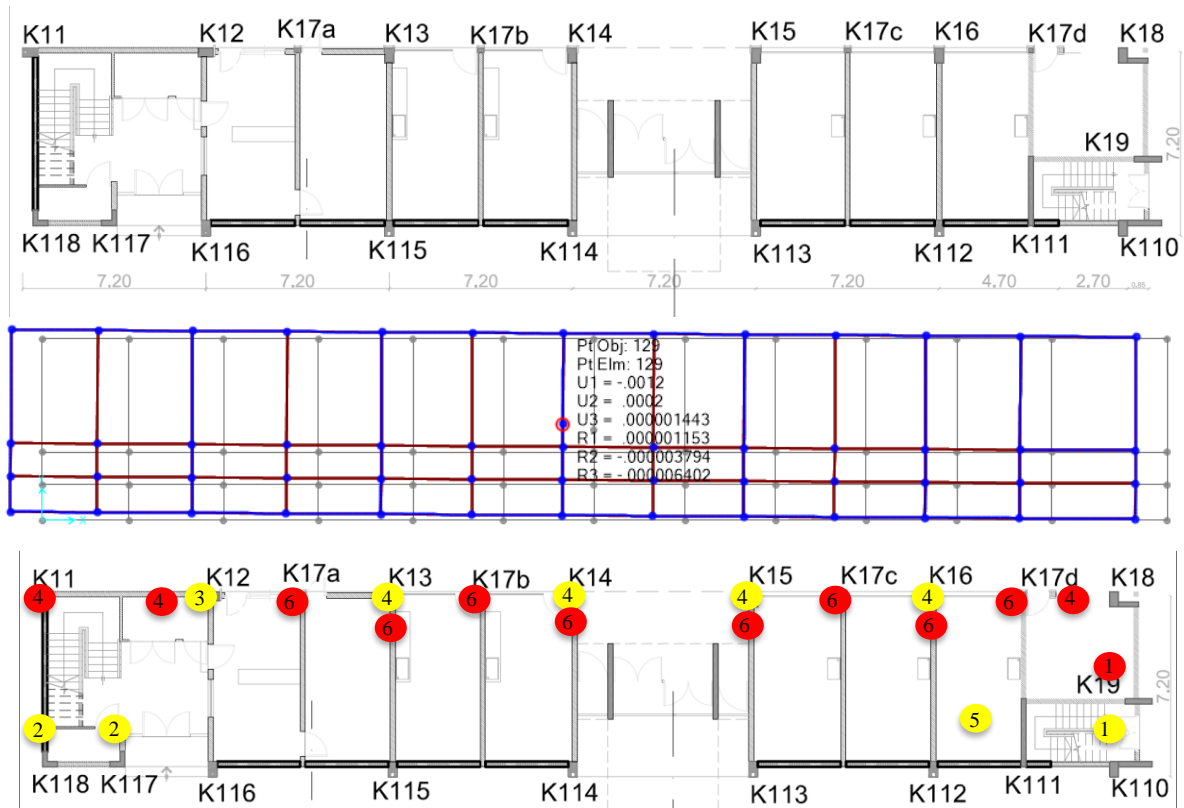 K11 K12 K17a K13 K17b K14 K15 K17c K16 K17d K18
K19
7.20
K118 K117 K116 K115 K114 K113 K112 K111 K110
7.20 7.20 7.20 7.20 7.20 4.70 2.70 0.85
Pt Obj: 129
Pt Elm: 129
U1 = -.0012
U2 = .0002
U3 = .000001443
R1 = .000001153
R2 = -.000003794
R3 = -.000006402
X
K11 K12 K17a K13 K17b K14 K15 K17c K16 K17d K18
4 4 3 6 4 6 4 4 6 4 6 4
6 6 6 6
1
K19
7.20
2 2 5 1
K118 K117 K116 K115 K114 K113 K112 K111 K110